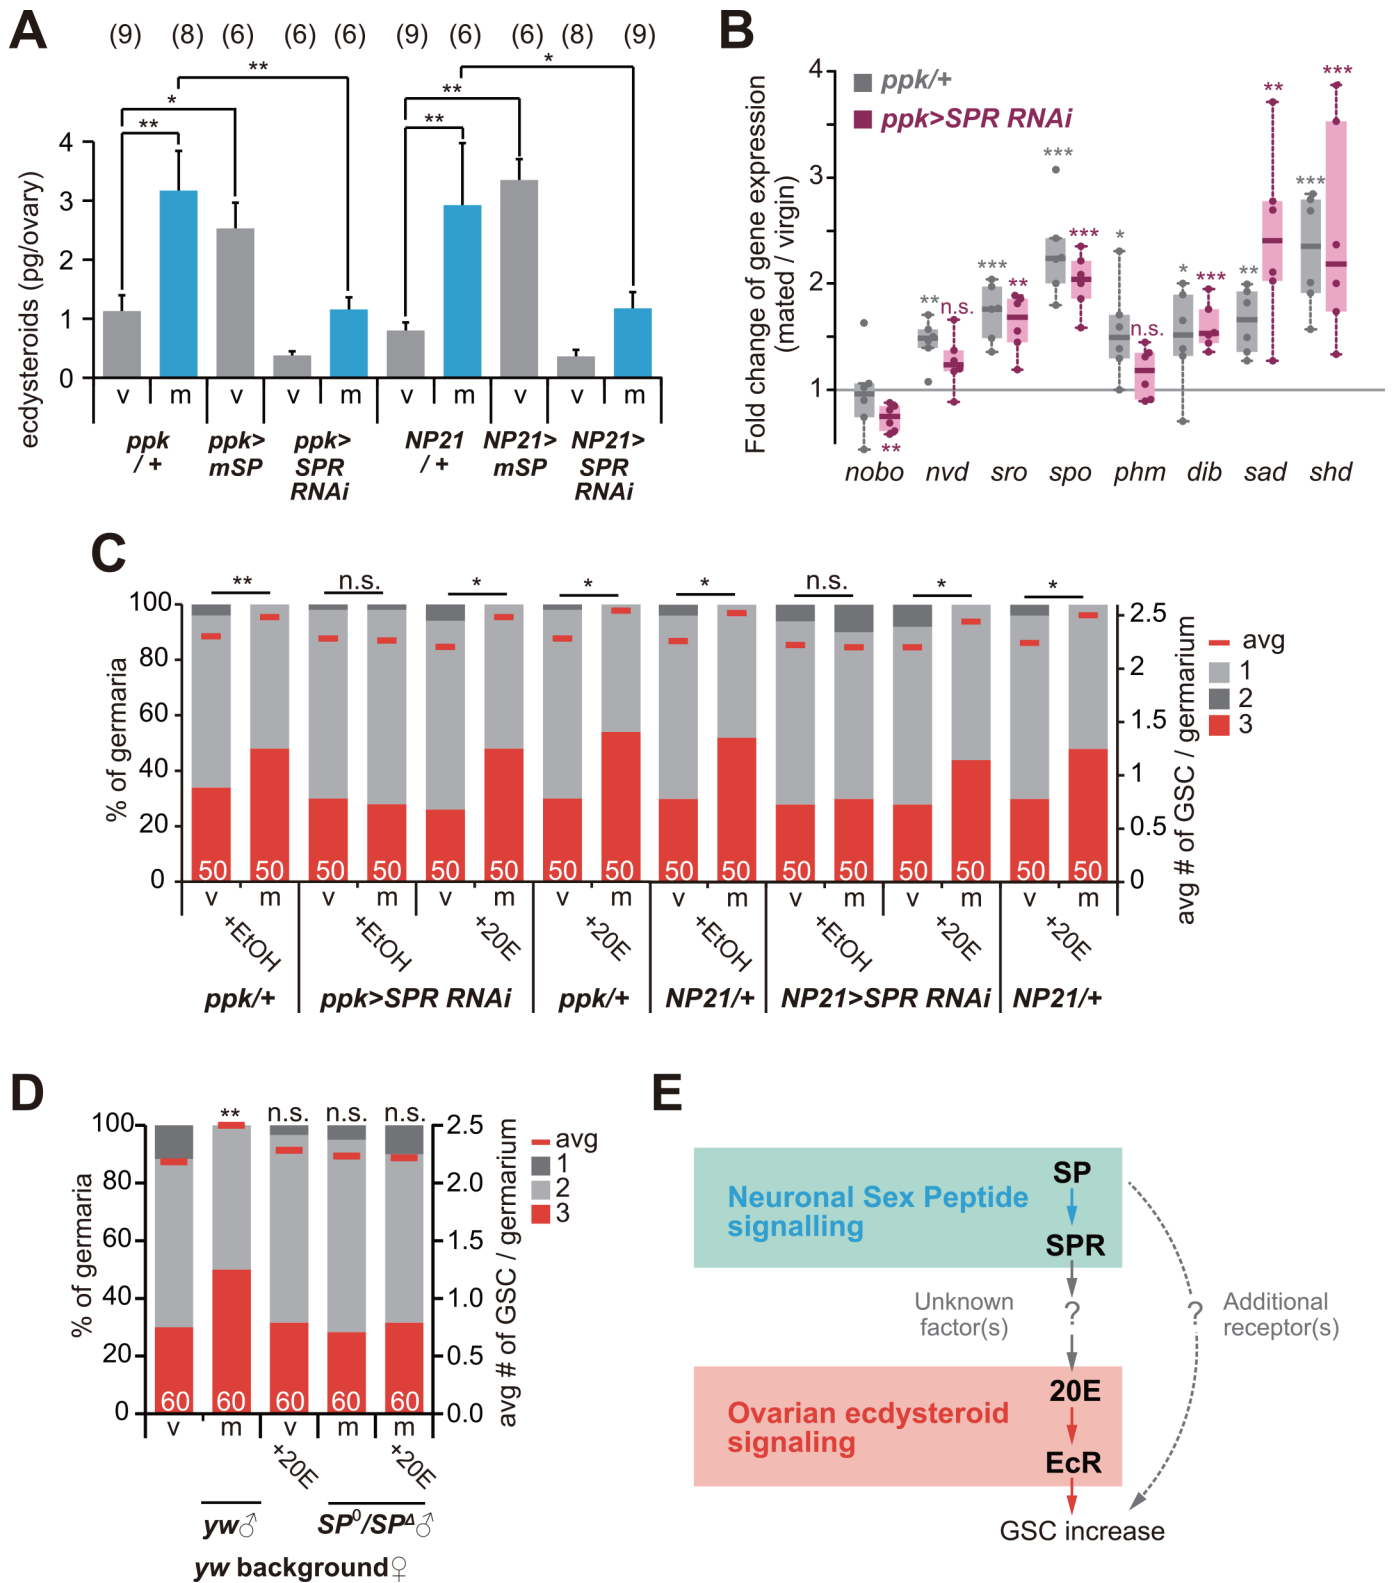 A
(9) (8) (6) (6) (6) (9) (6) (6) (8) (9)
** *
* **
** **
4
3
2
1
0
ecdysteroids (pg/ovary)
v m v v m v m v v m
ppk ppk> ppk> NP21 NP21> NP21>
/ + mSP SPR / + mSP SPR
RNAi RNAi
B
4
3
2
1
Fold change of gene expression
(mated / virgin)
ppk/+
ppk>SPR RNAi
** ***
*** *** *** ** n.s. *** ** *** * n.s. * *** **
**
nobo nvd sro spo phm dib sad shd
C
** n.s. * * * n.s. * *
100
80
60
40
20
0
% of germaria
2.5
2
1.5
1
0.5
0
avg # of GSC / germarium
avg
1
2
3
50 50 50 50 50 50 50 50 50 50 50 50 50 50 50 50
v m v m v m v m v m v m v m v m
+EtOH +EtOH +20E +20E +EtOH +EtOH +20E +20E
ppk/+ ppk>SPR RNAi ppk/+ NP21/+ NP21>SPR RNAi NP21/+
D
** n.s. n.s. n.s.
100
80
60
40
20
0
% of germaria
2.5
2.0
1.5
1.0
0.5
0.0
avg # of GSC / germarium
avg
1
2
3
60 60 60 60 60
v m v m m
+20E +20E
yw♂ SP⁰/SPᐞ♂
yw background♀
E
Neuronal Sex Peptide
signalling
SP
SPR
Unknown
factor(s)
?
?
Additional
receptor(s)
Ovarian ecdysteroid
signaling
20E
EcR
GSC increase